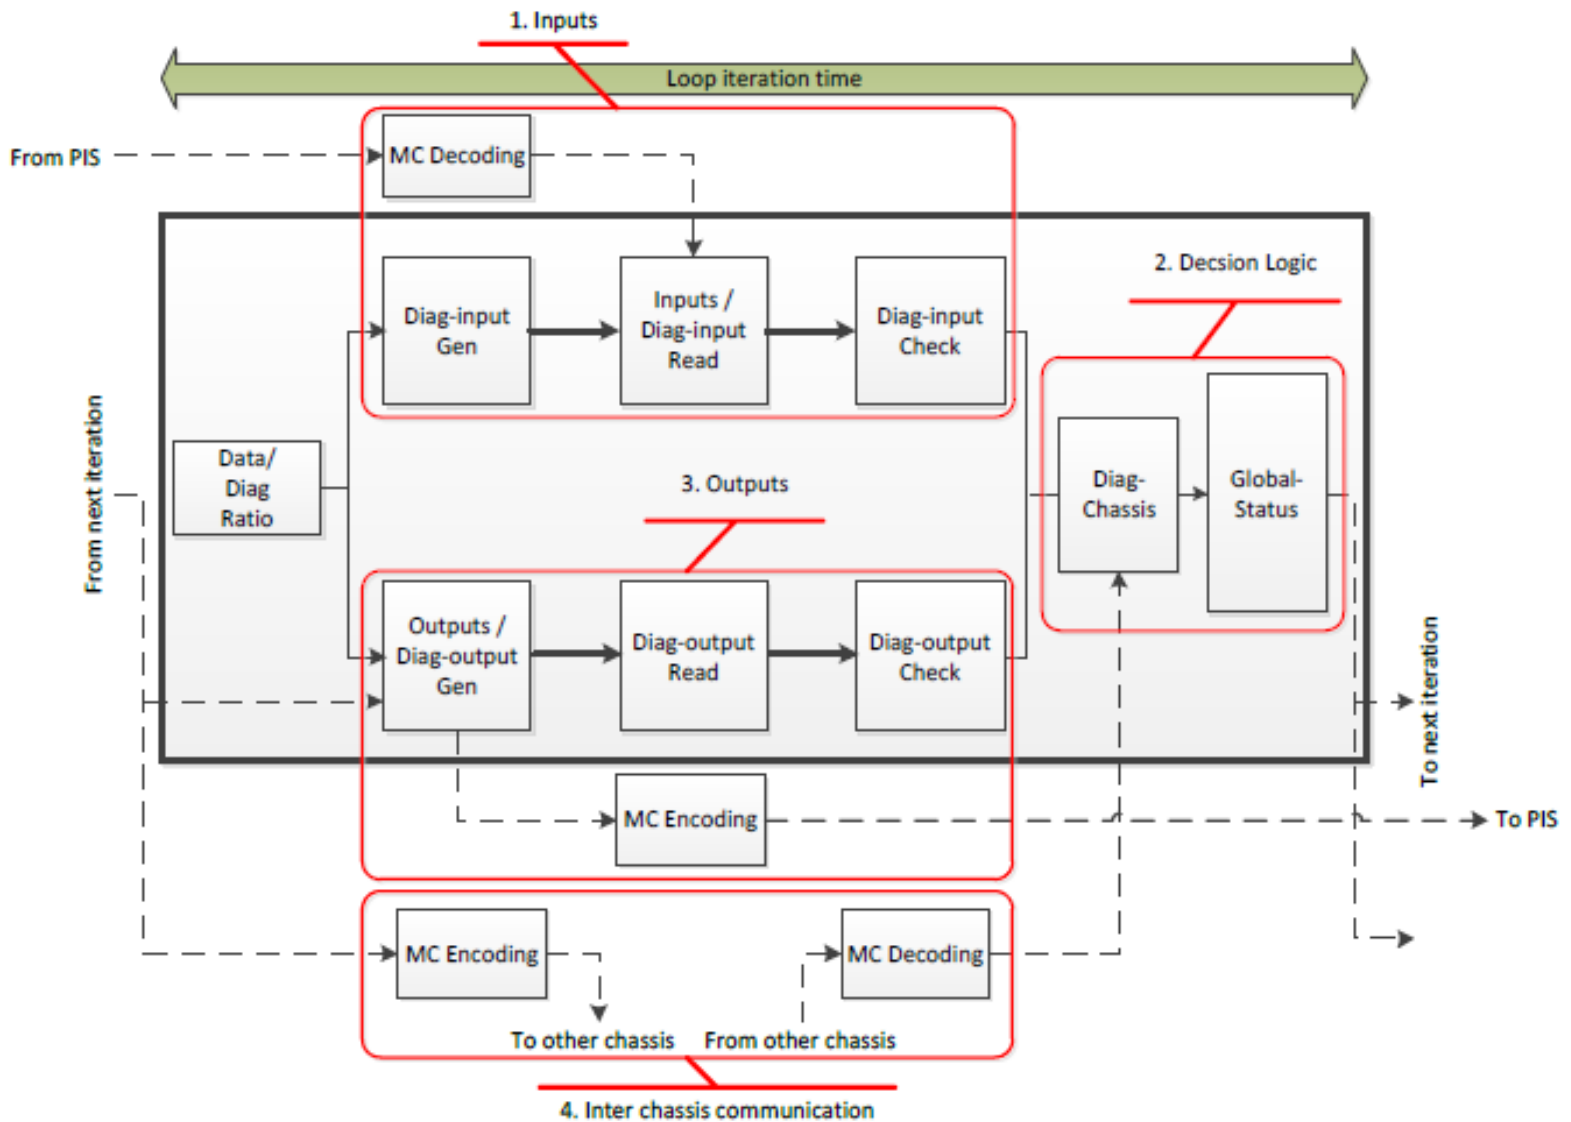 1. Inputs
Loop iteration time
From PIS
MC Decoding
2. Decsion Logic
Diag-input
Gen
Inputs /
Diag-input
Read
Diag-input
Check
From next iteration
Data/
Diag
Ratio
3. Outputs
Diag-
Chassis
Global-
Status
Outputs /
Diag-output
Gen
Diag-output
Read
Diag-output
Check
To next iteration
MC Encoding
To PIS
MC Encoding
MC Decoding
To other chassis
From other chassis
4. Inter chassis communication